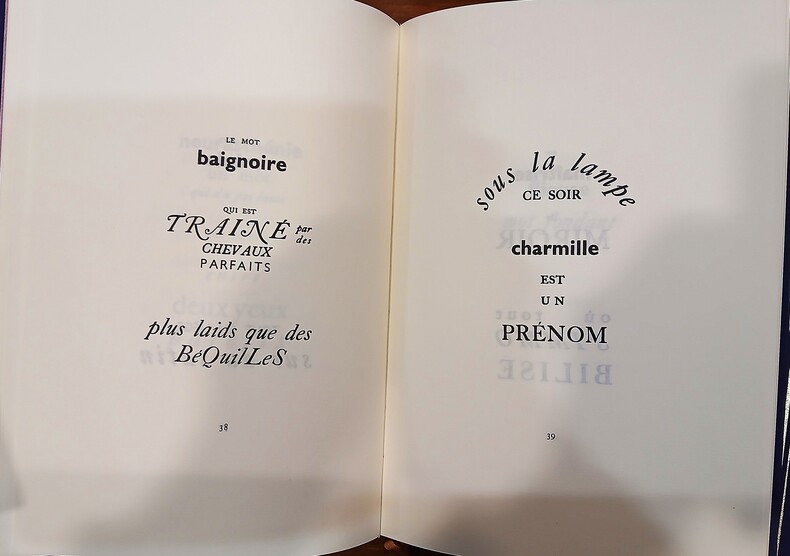 LE MOT
baignoire
QUI EST
TRAINÉ par des
CHEVAUX
PARFAITS
plus laids que des
BéQuilLeS
38
sous la lampe
CE SOIR
charmille
EST
UN
PRÉNOM
39